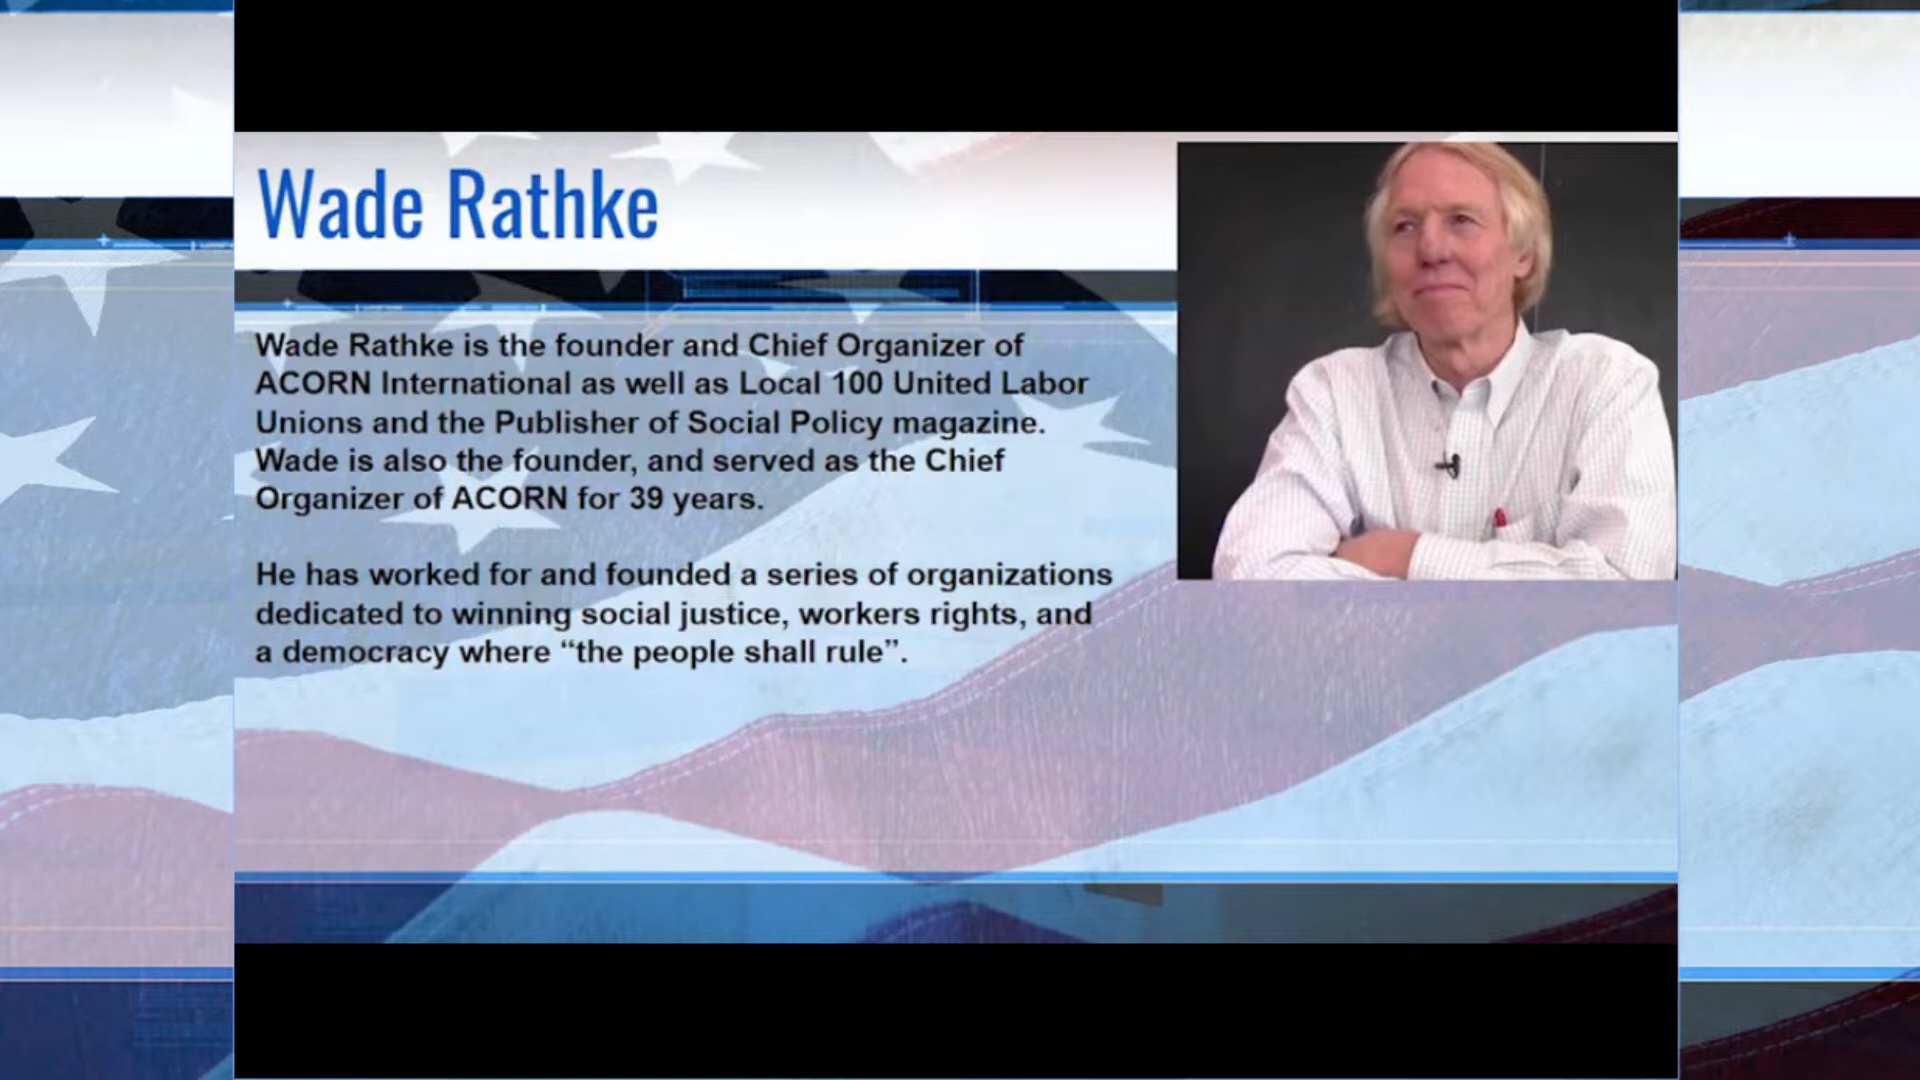 Wade Rathke
Wade Rathke is the founder and Chief Organizer of
ACORN International as well as Local 100 United Labor
Unions and the Publisher of Social Policy magazine.
Wade is also the founder, and served as the Chief
Organizer of ACORN for 39 years.
He has worked for and founded a series of organizations
dedicated to winning social justice, workers rights, and
a democracy where “the people shall rule”.